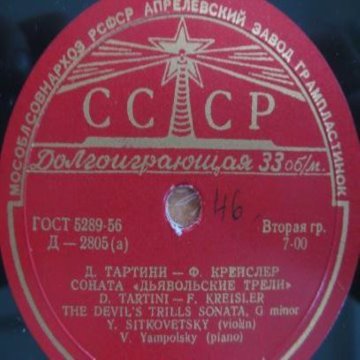 МОСОБЛСОВНАРХОЗ РСФСР АПРЕЛЕВСКИЙ ЗАВОД ГРАМПЛАСТИНОК
СССР
Долгоиграющая 33 об/м.
46
ГОСТ 5289-56 Вторая гр.
Д — 2805 (а) 7-00
Д. ТАРТИНИ — Ф. КРЕЙСЛЕР
СОНАТА «ДЬЯВОЛЬСКИЕ ТРЕЛИ»
D. TARTINI — F. KREISLER
THE DEVIL'S TRILLS SONATA, G minor
Y. SITKOVETSKY (violin)
V. Yampolsky (piano)